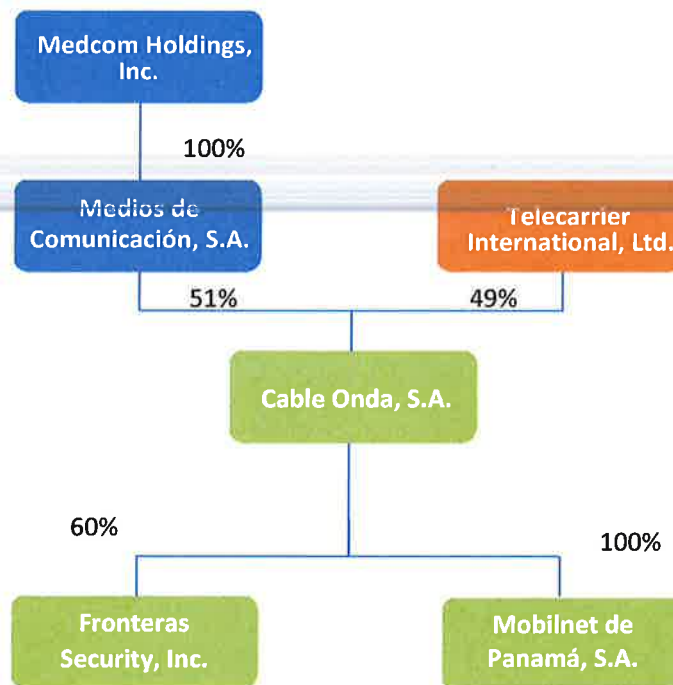 Medcom Holdings,
Inc.
100%
Medios de
Comunicación, S.A.
Telecarrier
International, Ltd.
51%
49%
Cable Onda, S.A.
60%
100%
Fronteras
Security, Inc.
Mobilnet de
Panamá, S.A.